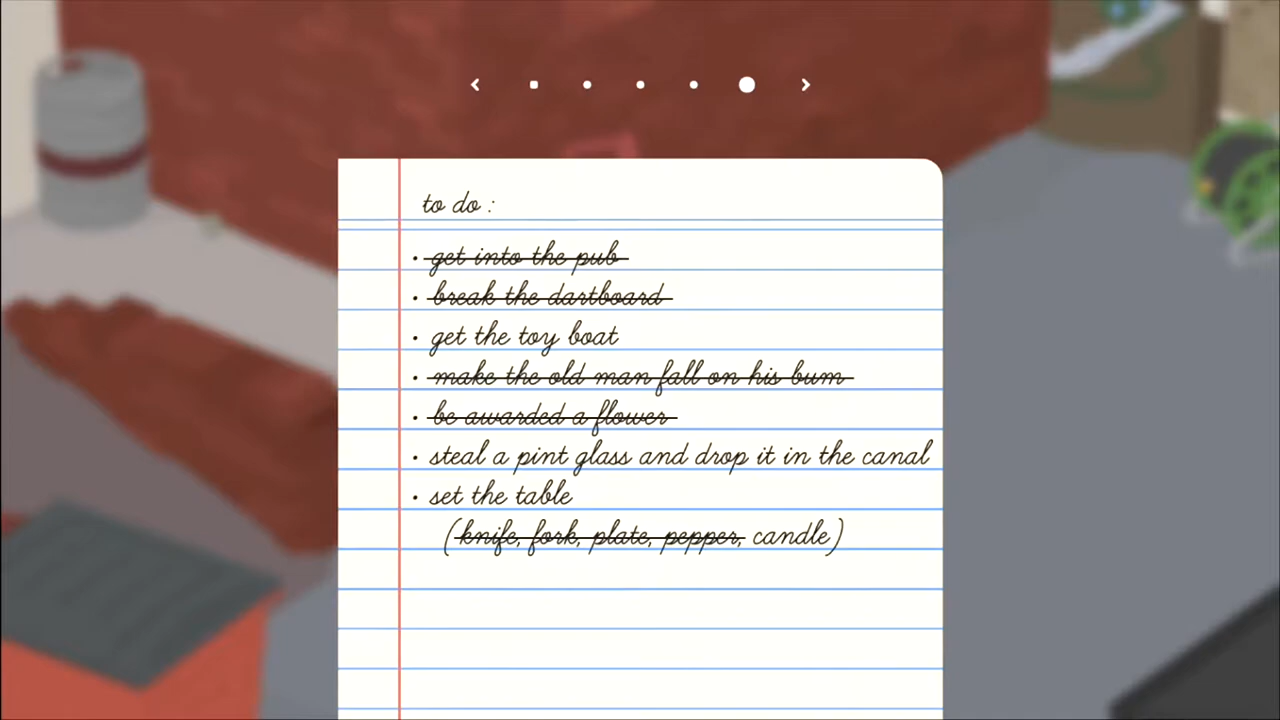 to do :
• get into the pub
• break the dartboard
• get the toy boat
• make the old man fall on his bum
• be awarded a flower
• steal a pint glass and drop it in the canal
• set the table
(knife, fork, plate, pepper, candle)